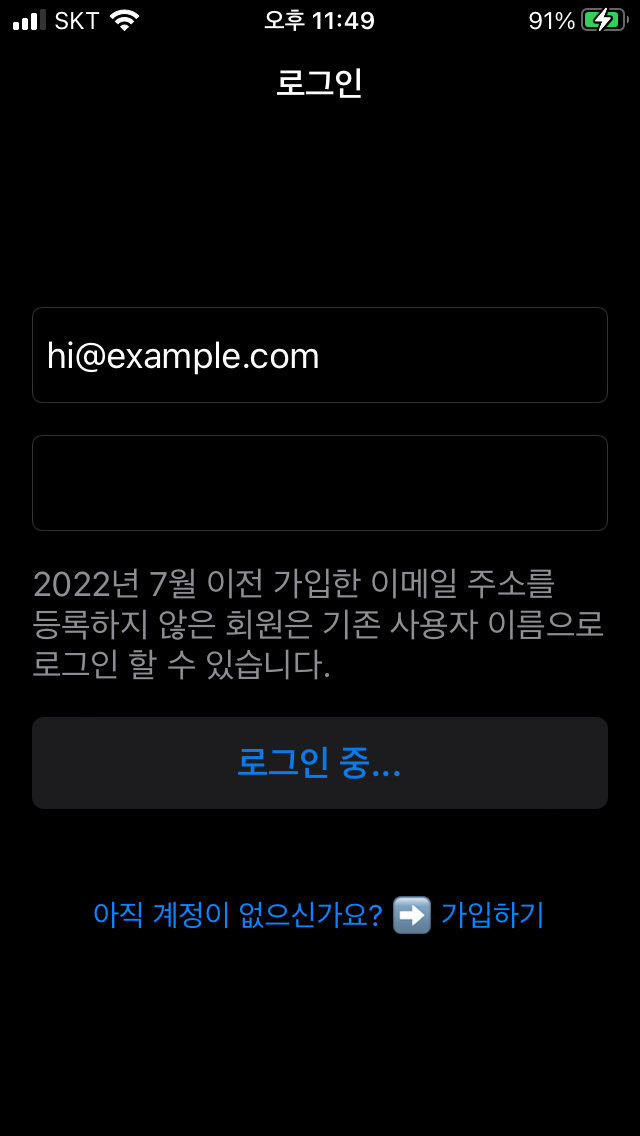 SKT 오후 11:49 91%
로그인
hi@example.com
2022년 7월 이전 가입한 이메일 주소를
등록하지 않은 회원은 기존 사용자 이름으로
로그인 할 수 있습니다.
로그인 중...
아직 계정이 없으신가요? ➡️ 가입하기